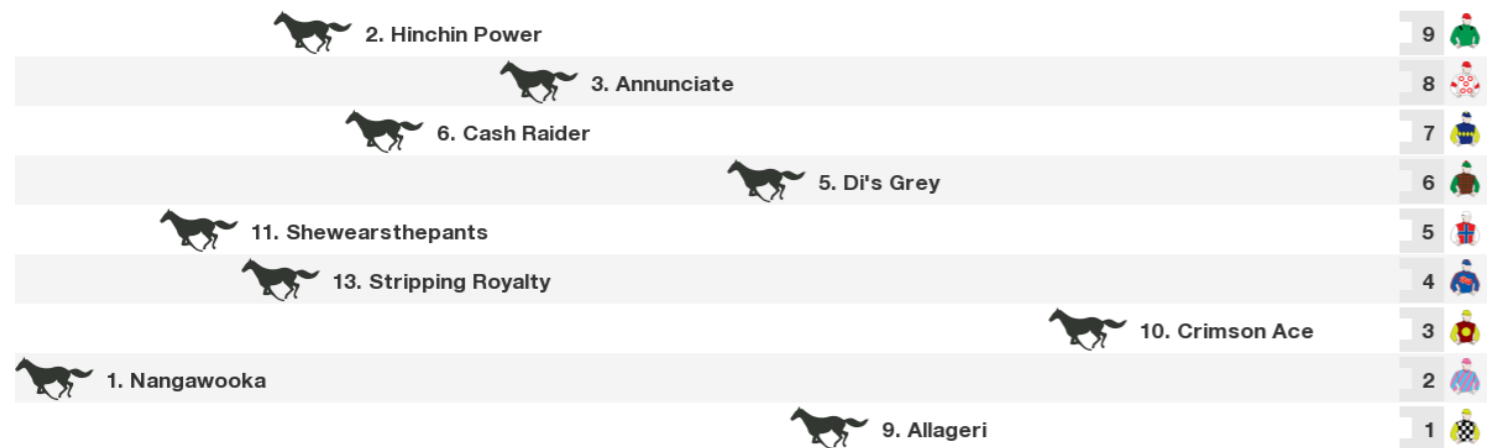 2. Hinchin Power 9
3. Annunciate 8
6. Cash Raider 7
5. Di's Grey 6
11. Shewearsthepants 5
13. Stripping Royalty 4
10. Crimson Ace 3
1. Nangawooka 2
9. Allageri 1